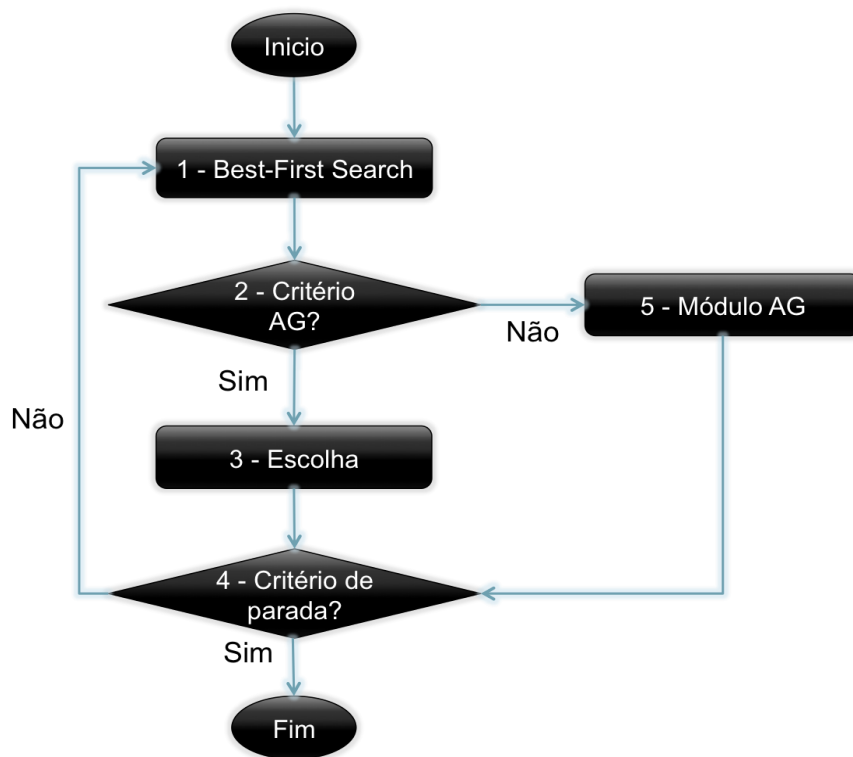 Inicio
1 - Best-First Search
2 - Critério
AG?
Não
5 - Módulo AG
Sim
Não
3 - Escolha
4 - Critério de
parada?
Sim
Fim